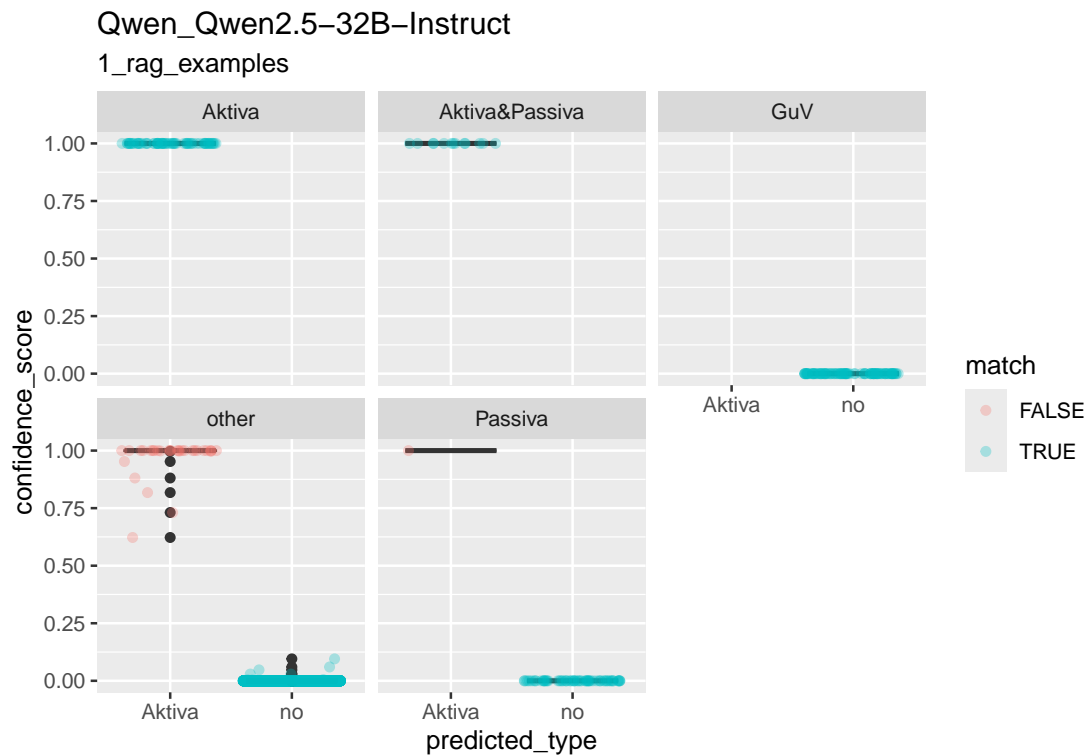 Qwen_Qwen2.5−32B−Instruct
1_rag_examples
Aktiva
Aktiva&Passiva
GuV
1.00
0.75
0.50
0.25
0.00
Aktiva
no
other
Passiva
1.00
0.75
0.50
0.25
0.00
Aktiva
no
Aktiva
no
predicted_type
confidence_score
match
FALSE
TRUE